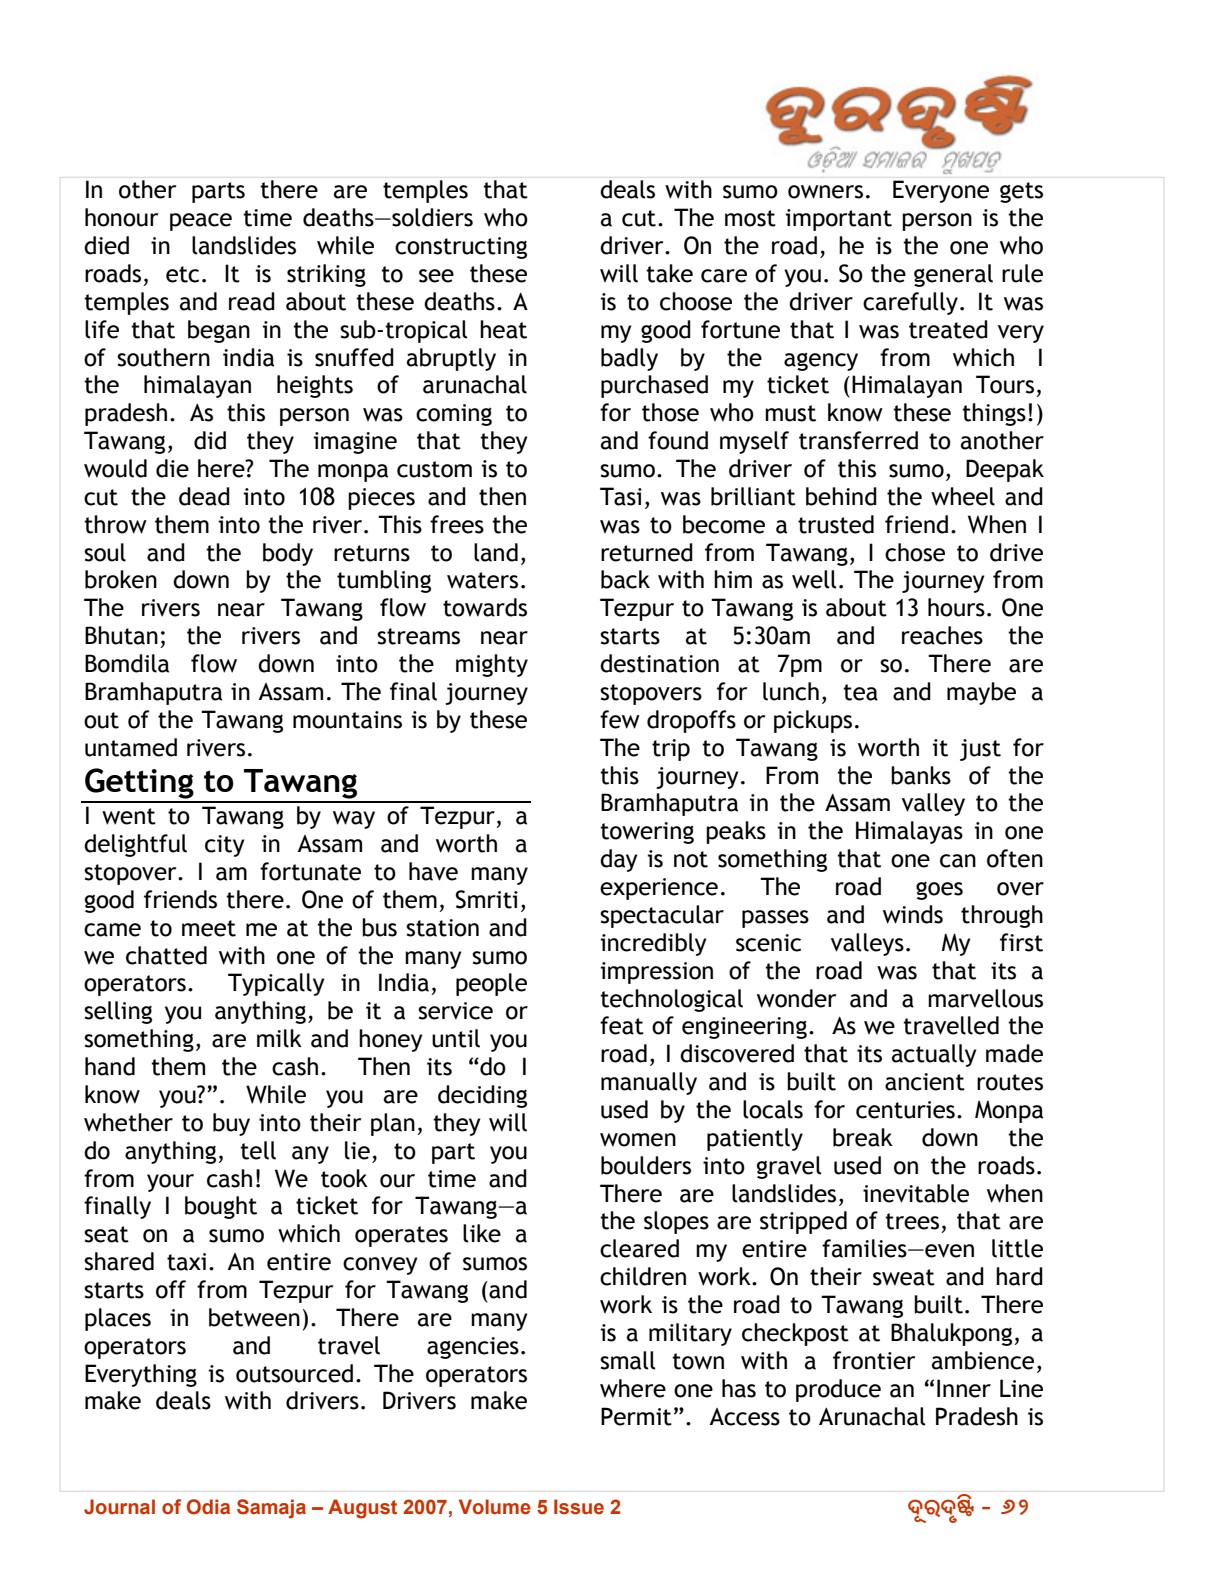 ଦୁରଦୃଷ୍ଟି
ଓଡ଼ିଆ ସମାଜର ମୁଖପତ୍ର
In other parts there are temples that
honour peace time deaths—soldiers who
died in landslides while constructing
roads, etc. It is striking to see these
temples and read about these deaths. A
life that began in the sub-tropical heat
of southern india is snuffed abruptly in
the himalayan heights of arunachal
pradesh. As this person was coming to
Tawang, did they imagine that they
would die here? The monpa custom is to
cut the dead into 108 pieces and then
throw them into the river. This frees the
soul and the body returns to land,
broken down by the tumbling waters.
The rivers near Tawang flow towards
Bhutan; the rivers and streams near
Bomdila flow down into the mighty
Bramhaputra in Assam. The final journey
out of the Tawang mountains is by these
untamed rivers.
Getting to Tawang
I went to Tawang by way of Tezpur, a
delightful city in Assam and worth a
stopover. I am fortunate to have many
good friends there. One of them, Smriti,
came to meet me at the bus station and
we chatted with one of the many sumo
operators. Typically in India, people
selling you anything, be it a service or
something, are milk and honey until you
hand them the cash. Then its “do I
know you?”. While you are deciding
whether to buy into their plan, they will
do anything, tell any lie, to part you
from your cash! We took our time and
finally I bought a ticket for Tawang—a
seat on a sumo which operates like a
shared taxi. An entire convey of sumos
starts off from Tezpur for Tawang (and
places in between). There are many
operators and travel agencies.
Everything is outsourced. The operators
make deals with drivers. Drivers make
deals with sumo owners. Everyone gets
a cut. The most important person is the
driver. On the road, he is the one who
will take care of you. So the general rule
is to choose the driver carefully. It was
my good fortune that I was treated very
badly by the agency from which I
purchased my ticket (Himalayan Tours,
for those who must know these things!)
and found myself transferred to another
sumo. The driver of this sumo, Deepak
Tasi, was brilliant behind the wheel and
was to become a trusted friend. When I
returned from Tawang, I chose to drive
back with him as well. The journey from
Tezpur to Tawang is about 13 hours. One
starts at 5:30am and reaches the
destination at 7pm or so. There are
stopovers for lunch, tea and maybe a
few dropoffs or pickups.
The trip to Tawang is worth it just for
this journey. From the banks of the
Bramhaputra in the Assam valley to the
towering peaks in the Himalayas in one
day is not something that one can often
experience. The road goes over
spectacular passes and winds through
incredibly scenic valleys. My first
impression of the road was that its a
technological wonder and a marvellous
feat of engineering. As we travelled the
road, I discovered that its actually made
manually and is built on ancient routes
used by the locals for centuries. Monpa
women patiently break down the
boulders into gravel used on the roads.
There are landslides, inevitable when
the slopes are stripped of trees, that are
cleared my entire families—even little
children work. On their sweat and hard
work is the road to Tawang built. There
is a military checkpost at Bhalukpong, a
small town with a frontier ambience,
where one has to produce an “Inner Line
Permit”. Access to Arunachal Pradesh is
Journal of Odia Samaja – August 2007, Volume 5 Issue 2
ଦୂରଦୃଷ୍ଟି - ୬୨